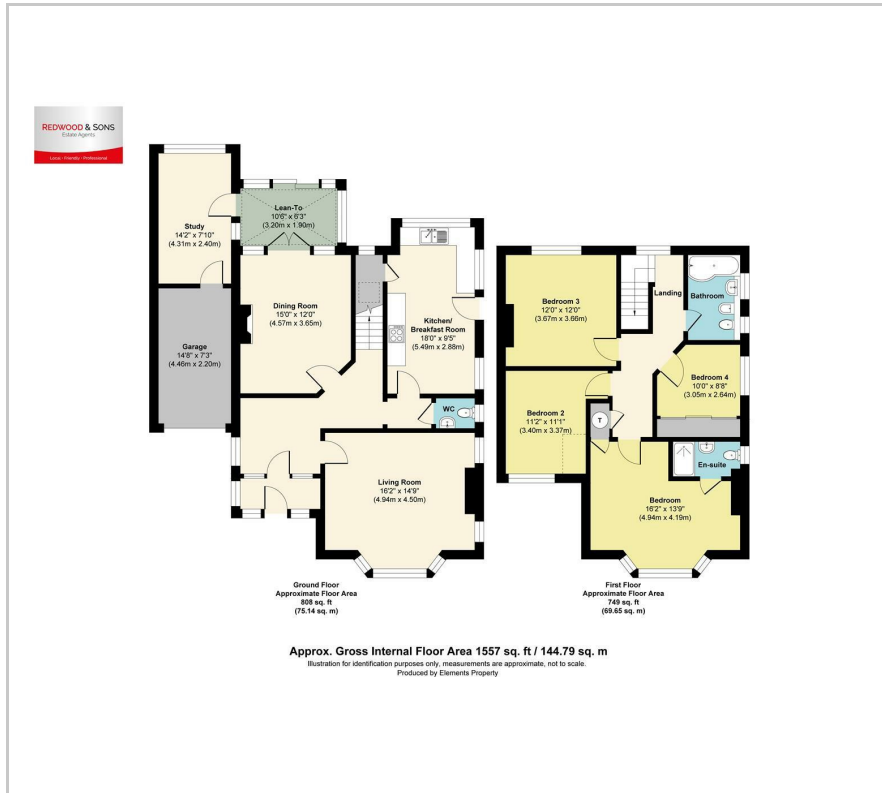 REDWOOD & SONS
Estate Agents
Local - Friendly - Professional
Study
14'2" x 7'10"
(4.31m x 2.40m)
Lean-To
10'6" x 6'3"
(3.20m x 1.90m)
Dining Room
15'0" x 12'0"
(4.57m x 3.65m)
Kitchen/
Breakfast Room
18'0" x 9'5"
(5.49m x 2.88m)
Garage
14'8" x 7'3"
(4.46m x 2.20m)
WC
Living Room
16'2" x 14'9"
(4.94m x 4.50m)
Ground Floor
Approximate Floor Area
808 sq. ft
(75.14 sq. m)
Bedroom 3
12'0" x 12'0"
(3.67m x 3.66m)
Landing
Bathroom
Bedroom 4
10'0" x 8'8"
(3.05m x 2.64m)
Bedroom 2
11'2" x 11'1"
(3.40m x 3.37m)
T
En-suite
Bedroom
16'2" x 13'9"
(4.94m x 4.19m)
First Floor
Approximate Floor Area
749 sq. ft
(69.65 sq. m)
Approx. Gross Internal Floor Area 1557 sq. ft / 144.79 sq. m
Illustration for identification purposes only, measurements are approximate, not to scale.
Produced by Elements Property